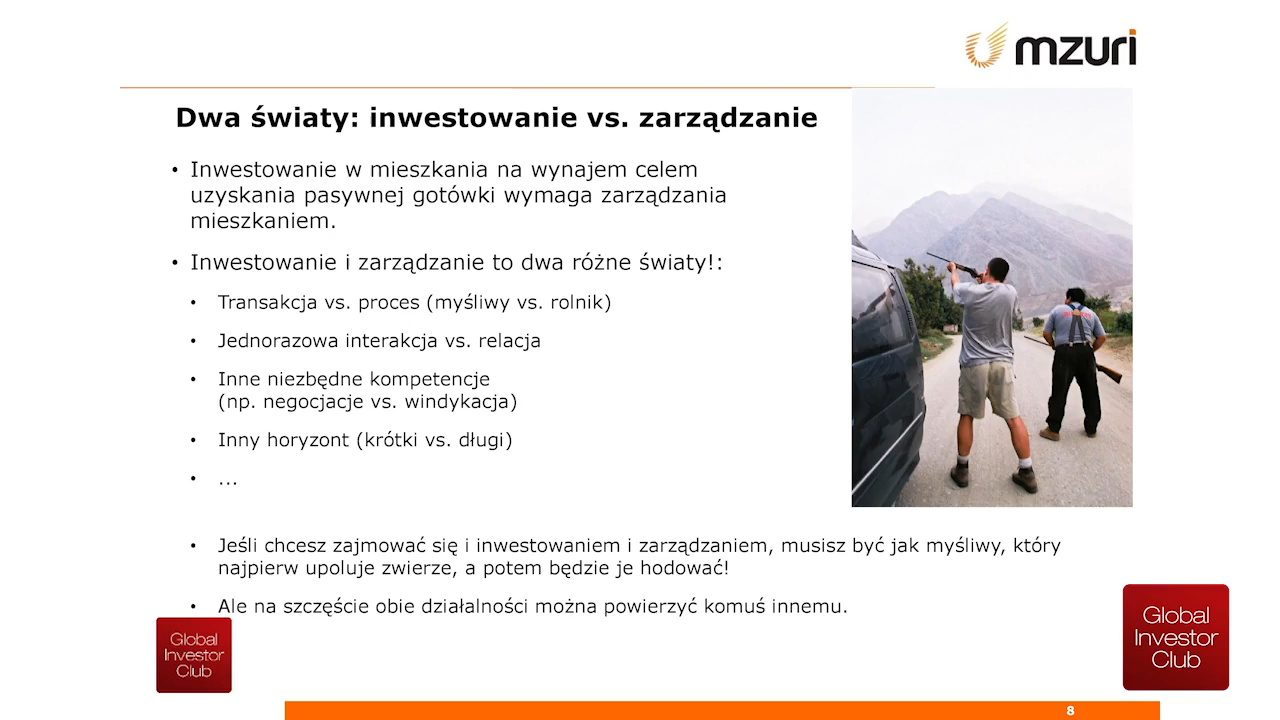 mzuri
Dwa światy: inwestowanie vs. zarządzanie
• Inwestowanie w mieszkania na wynajem celem
uzyskania pasywnej gotówki wymaga zarządzania
mieszkaniem.
• Inwestowanie i zarządzanie to dwa różne światy!:
• Transakcja vs. proces (myśliwy vs. rolnik)
• Jednorazowa interakcja vs. relacja
• Inne niezbędne kompetencje
(np. negocjacje vs. windykacja)
• Inny horyzont (krótki vs. długi)
• ...
• Jeśli chcesz zajmować się i inwestowaniem i zarządzaniem, musisz być jak myśliwy, który
najpierw upoluje zwierze, a potem będzie je hodować!
• Ale na szczęście obie działalności można powierzyć komuś innemu.
Global
Investor
Club
Global
Investor
Club
8